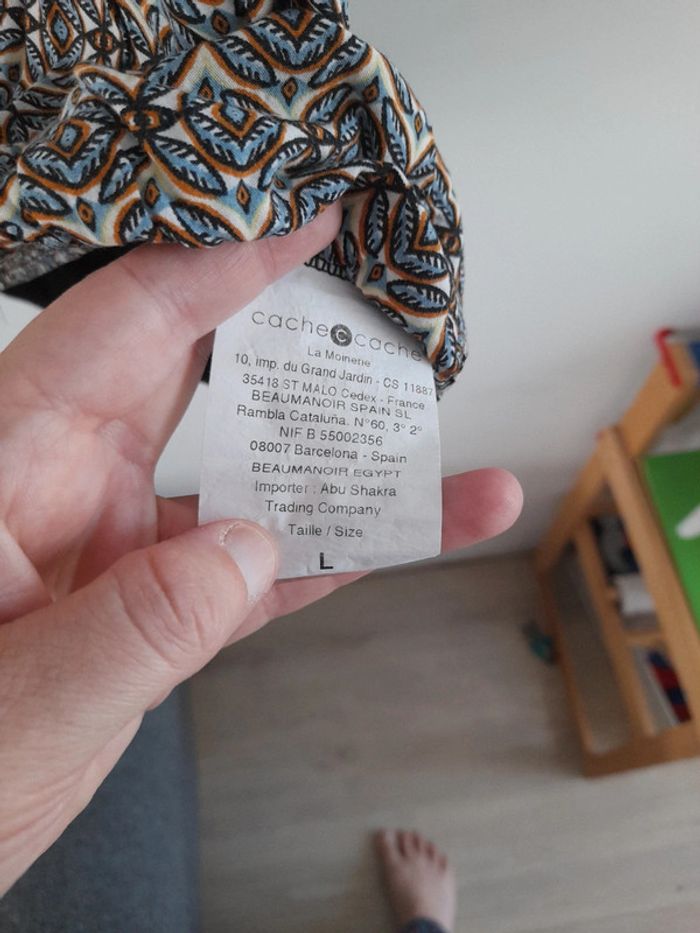 cache c cache
La Moinerie
10, imp. du Grand Jardin - CS 11887
35418 ST MALO Cedex - France
BEAUMANOIR SPAIN SL
Rambla Cataluña. N°60, 3° 2°
NIF B 55002356
08007 Barcelona - Spain
BEAUMANOIR EGYPT
Importer : Abu Shakra
Trading Company
Taille / Size
L